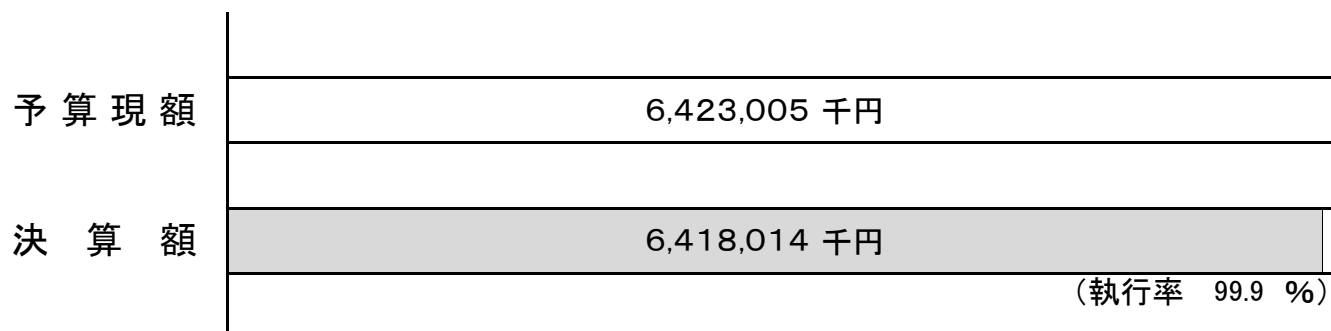 予算現額 6,423,005 千円
決算額 6,418,014 千円
(執行率 99.9 %)